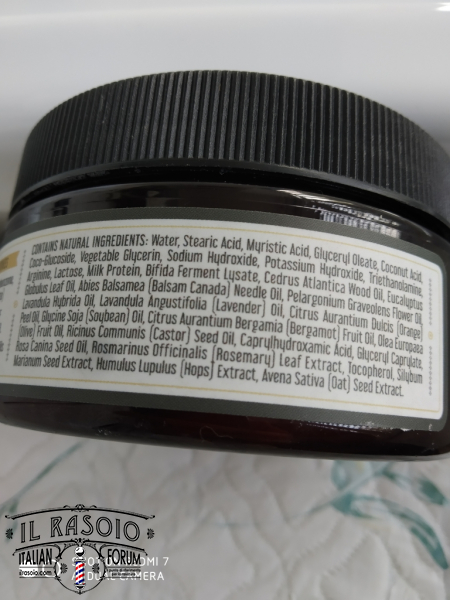 CONTAINS NATURAL INGREDIENTS: Water, Stearic Acid, Myristic Acid, Glyceryl Oleate, Coconut Acid,
Coco-Glucoside, Vegetable Glycerin, Sodium Hydroxide, Potassium Hydroxide, Triethanolamine,
Arginine, Lactose, Milk Protein, Bifida Ferment Lysate, Cedrus Atlantica Wood Oil, Eucalyptus
Globulus Leaf Oil, Abies Balsamea (Balsam Canada) Needle Oil, Pelargonium Graveolens Flower Oil,
Lavandula Hybrida Oil, Lavandula Angustifolia (Lavender) Oil, Citrus Aurantium Dulcis (Orange)
Peel Oil, Glycine Soja (Soybean) Oil, Citrus Aurantium Bergamia (Bergamot) Fruit Oil, Olea Europaea
(Olive) Fruit Oil, Ricinus Communis (Castor) Seed Oil, Caprylhydroxamic Acid, Glyceryl Caprylate,
Rosa Canina Seed Oil, Rosmarinus Officinalis (Rosemary) Leaf Extract, Tocopherol, Silybum
Marianum Seed Extract, Humulus Lupulus (Hops) Extract, Avena Sativa (Oat) Seed Extract.
IL RASOIO
ITALIAN FORUM
ilrasoio.com
MI 7
DUAL CAMERA